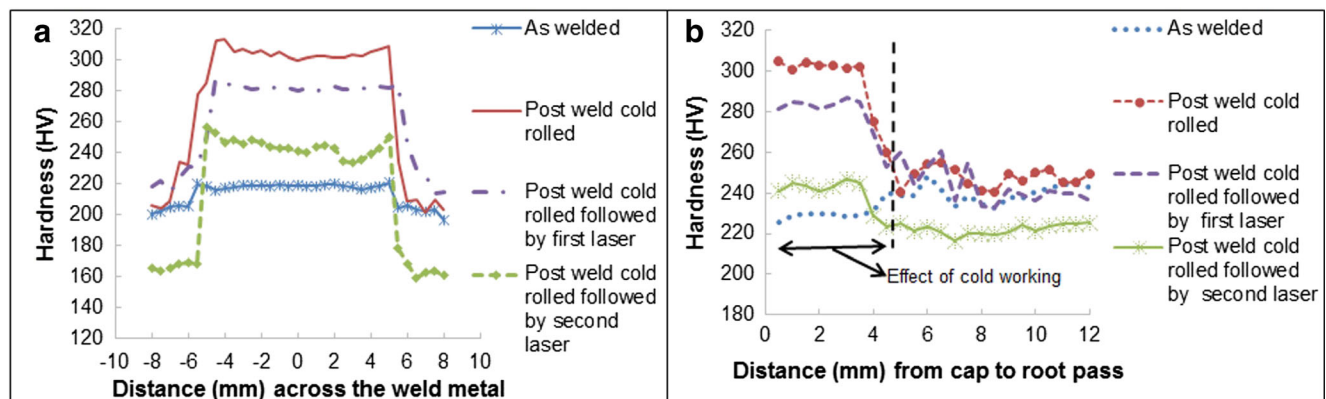 a
Hardness (HV)
320
300
280
260
240
220
200
180
160
140
120
-10 -8 -6 -4 -2 0 2 4 6 8 10
Distance (mm) across the weld metal
As welded
Post weld cold
rolled
Post weld cold
rolled followed
by first laser
Post weld cold
rolled followed
by second
laser
b
Hardness (HV)
320
300
280
260
240
220
200
180
0 2 4 6 8 10 12
Effect of cold working
Distance (mm) from cap to root pass
As welded
Post weld cold
rolled
Post weld cold
rolled followed
by first laser
Post weld cold
rolled followed
by second laser